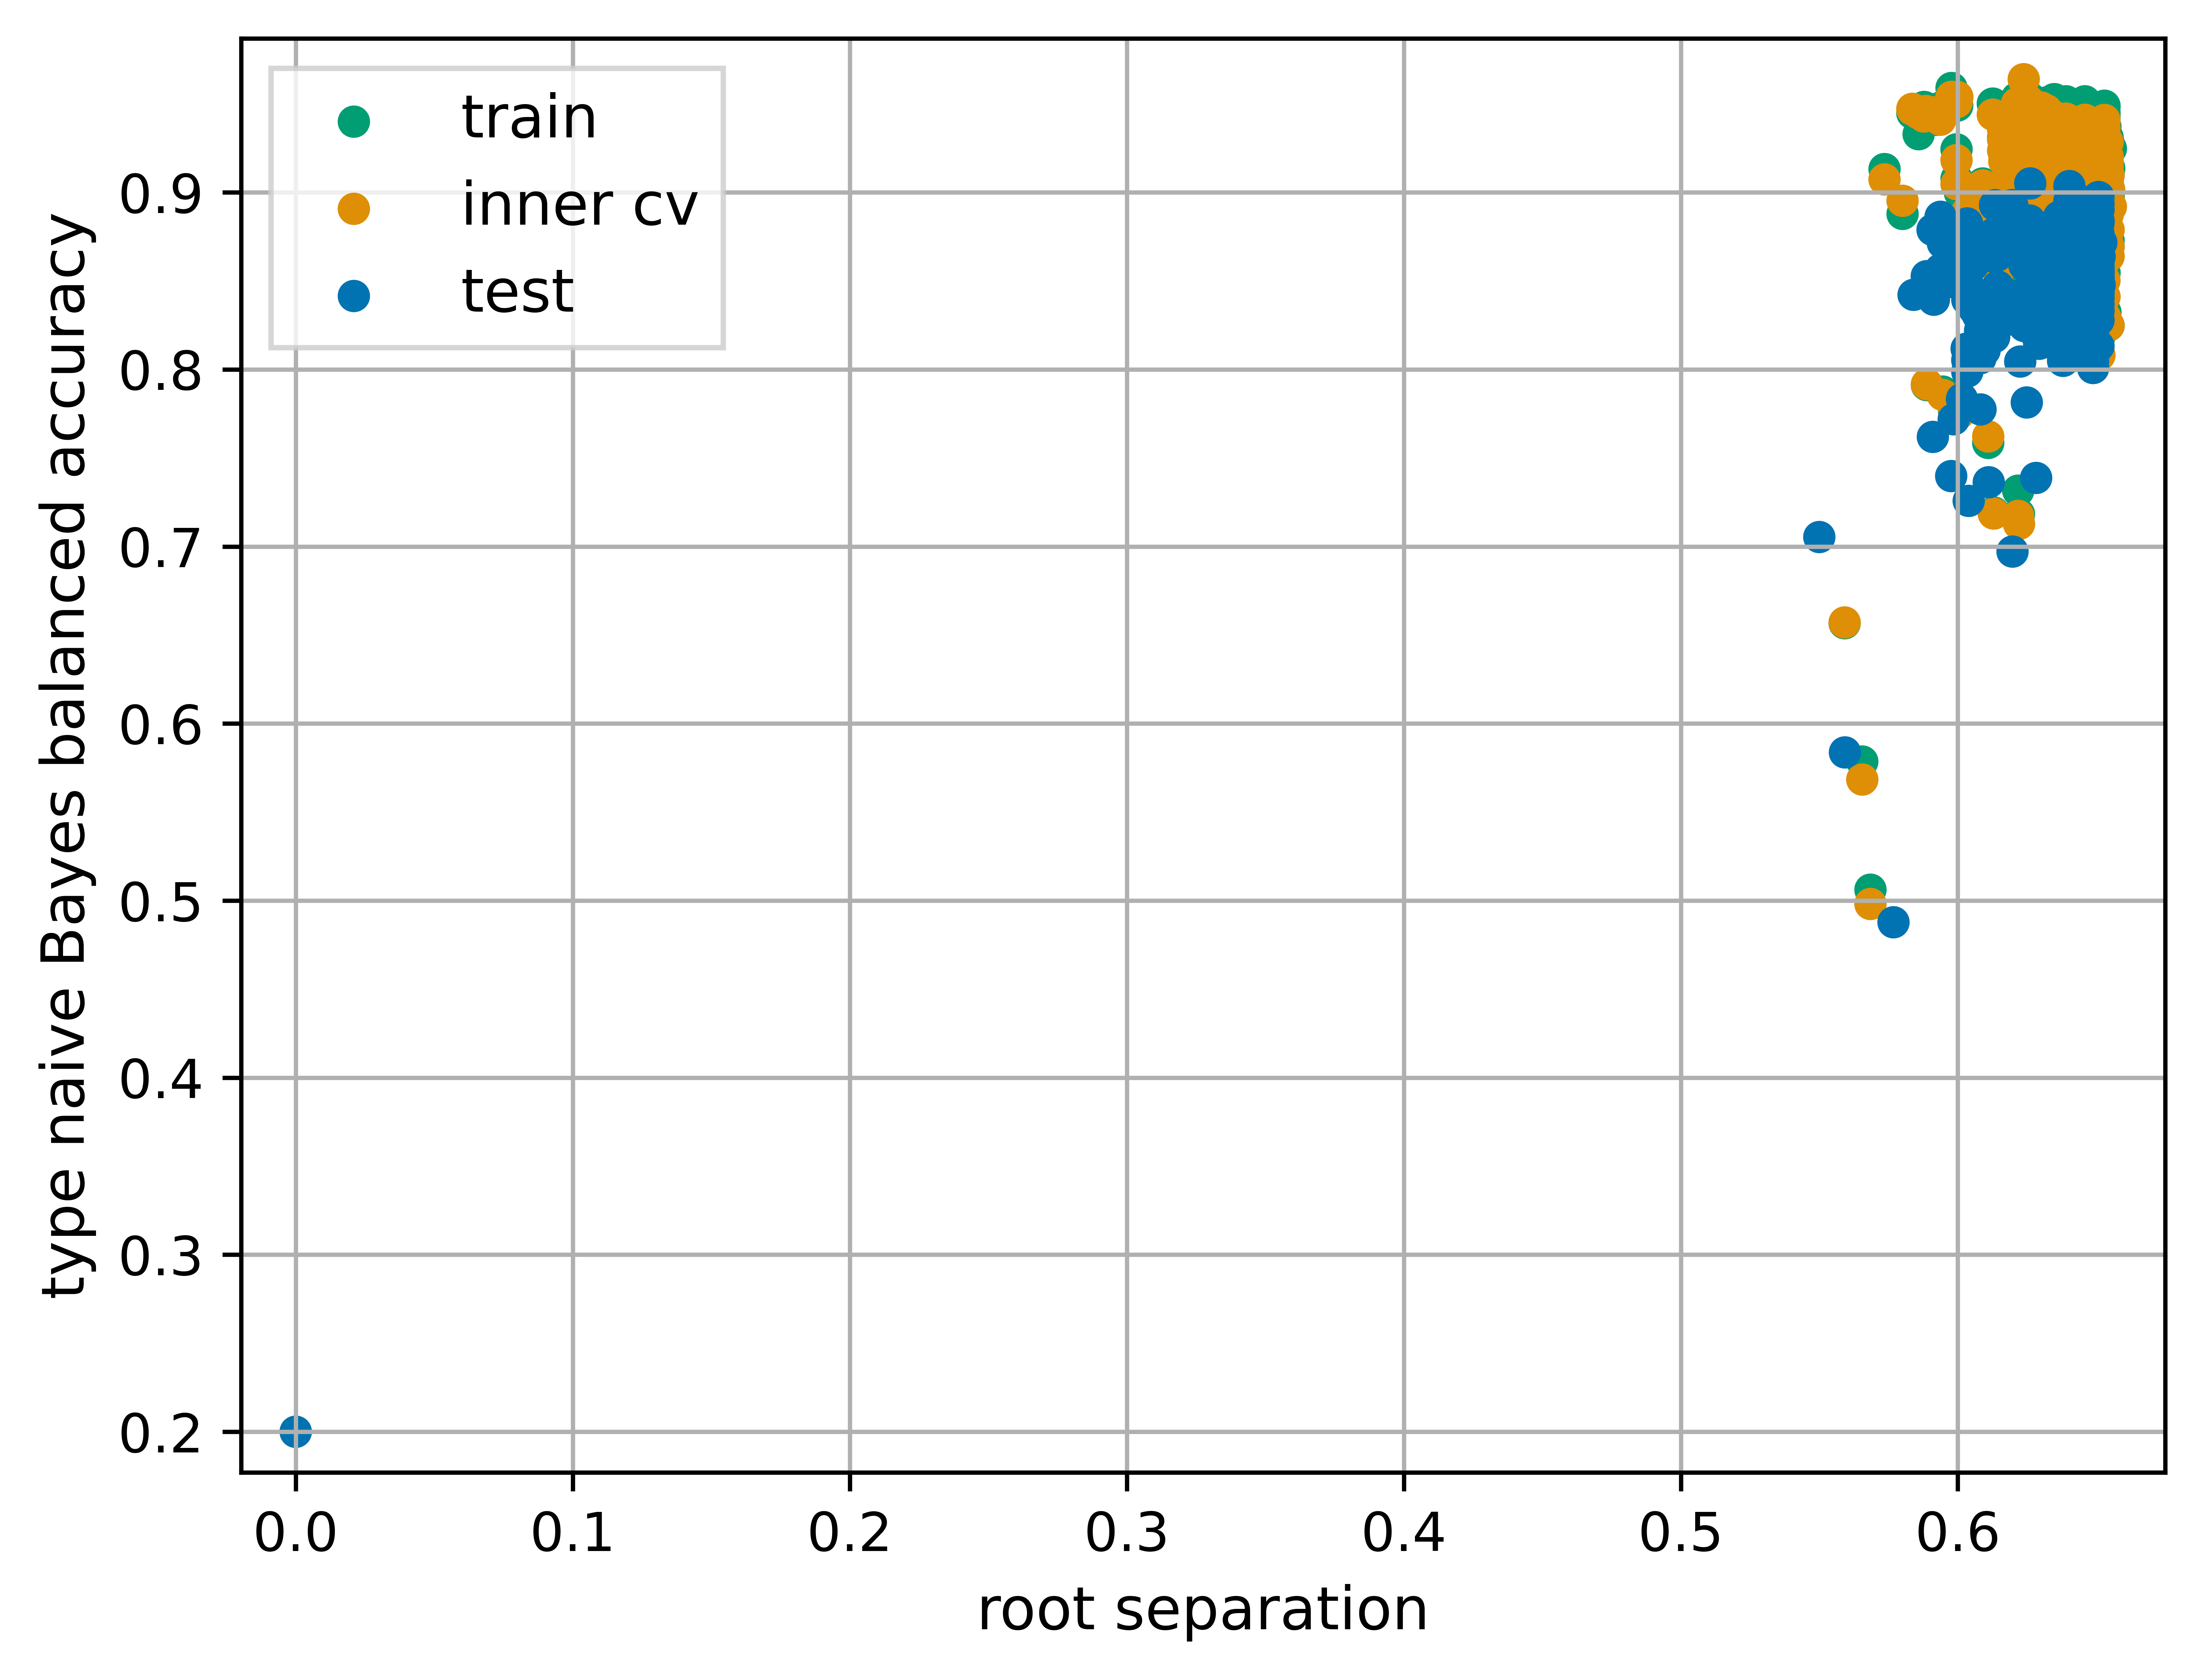 train
inner cv
test
0.9
0.8
0.7
0.6
0.5
0.4
0.3
0.2
type naive Bayes balanced accuracy
0.0 0.1 0.2 0.3 0.4 0.5 0.6
root separation